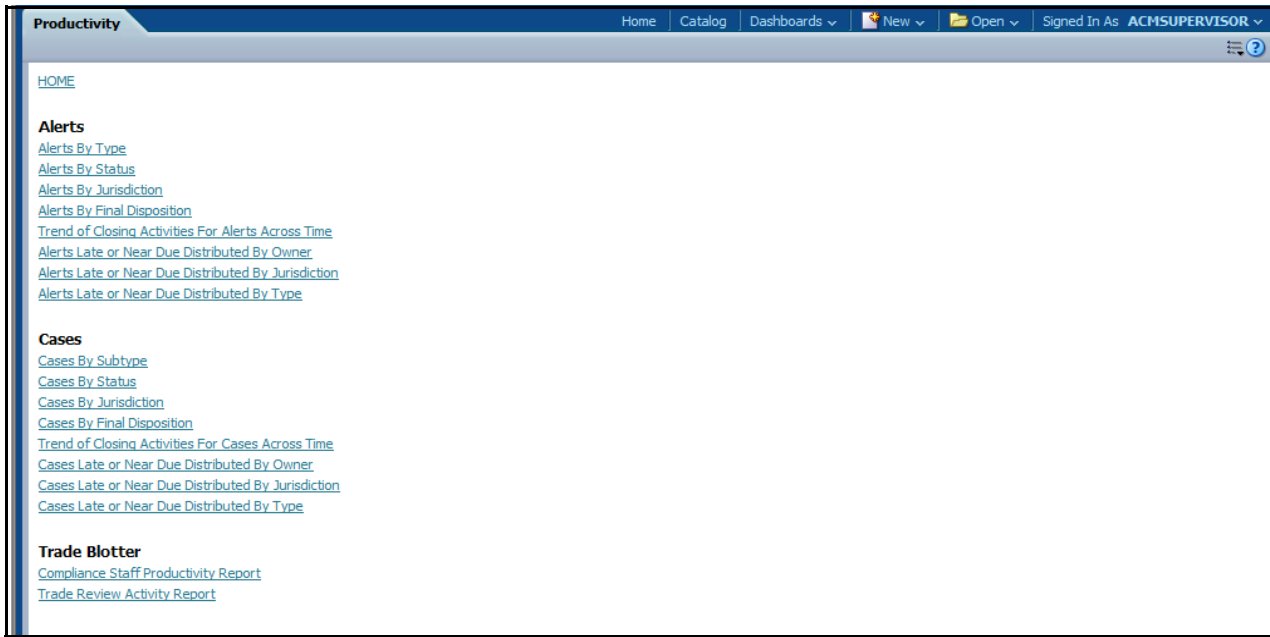 Productivity Home Catalog Dashboards New Open Signed In As ACMSUPERVISOR
?
HOME
Alerts
Alerts By Type
Alerts By Status
Alerts By Jurisdiction
Alerts By Final Disposition
Trend of Closing Activities For Alerts Across Time
Alerts Late or Near Due Distributed By Owner
Alerts Late or Near Due Distributed By Jurisdiction
Alerts Late or Near Due Distributed By Type
Cases
Cases By Subtype
Cases By Status
Cases By Jurisdiction
Cases By Final Disposition
Trend of Closing Activities For Cases Across Time
Cases Late or Near Due Distributed By Owner
Cases Late or Near Due Distributed By Jurisdiction
Cases Late or Near Due Distributed By Type
Trade Blotter
Compliance Staff Productivity Report
Trade Review Activity Report